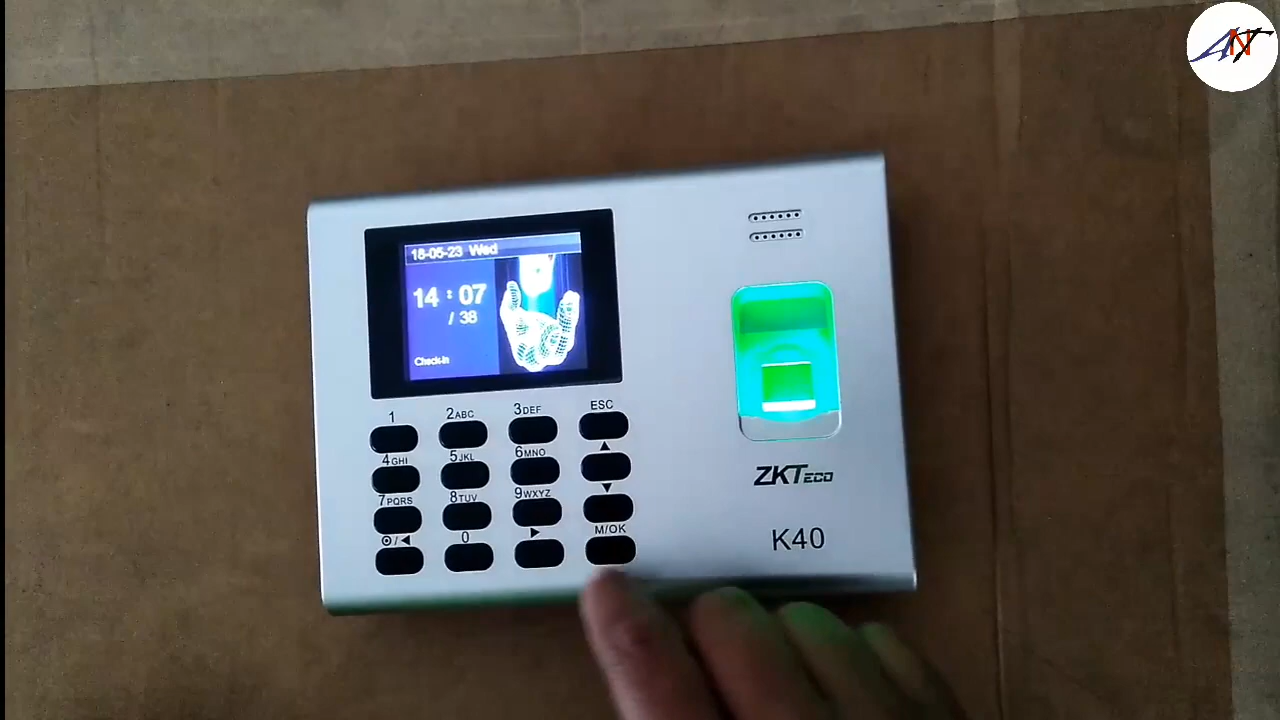 ANT
18-05-23 Wed
14 : 07
/ 38
Check-In
1 2ABC 3DEF ESC
4GHI 5JKL 6MNO ▲
7PQRS 8TUV 9WXYZ ▼
⊙/◀ 0 ▶ M/OK
ZKTECO
K40